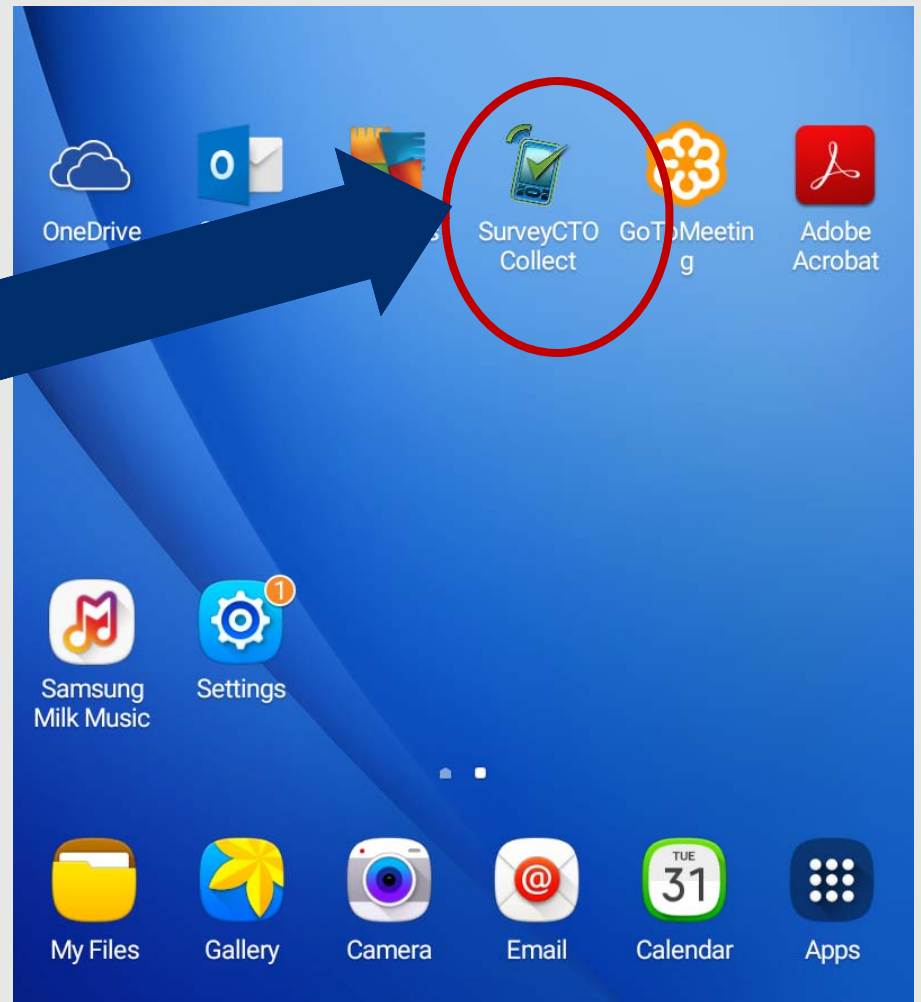 OneDrive
SurveyCTO
Collect
GoToMeetin
g
Adobe
Acrobat
1
Samsung
Milk Music
Settings
My Files
Gallery
Camera
@
Email
TUE
31
Calendar
Apps